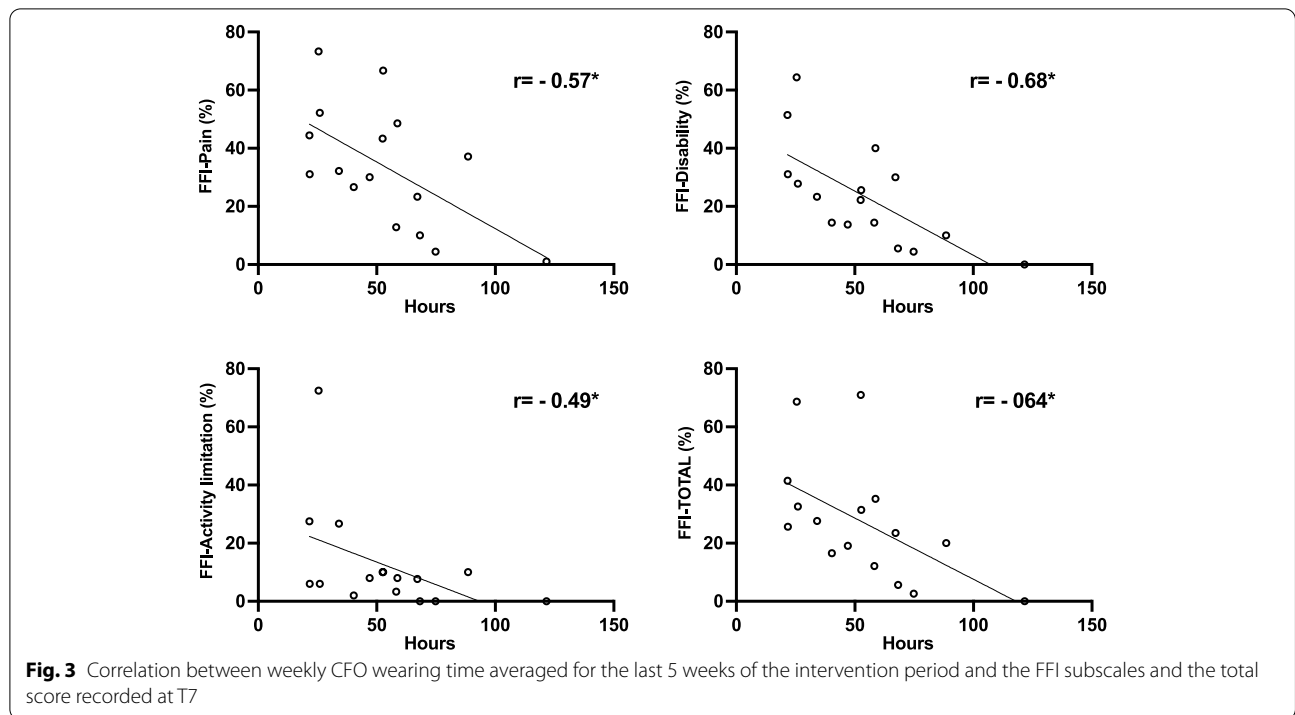 80
60
40
20
0
FFI-Pain (%)
r= - 0.57*
0 50 100 150
Hours
80
60
40
20
0
FFI-Disability (%)
r= - 0.68*
0 50 100 150
Hours
80
60
40
20
0
FFI-Activity limitation (%)
r= - 0.49*
0 50 100 150
Hours
80
60
40
20
0
FFI-TOTAL (%)
r= - 064*
0 50 100 150
Hours
Fig. 3 Correlation between weekly CFO wearing time averaged for the last 5 weeks of the intervention period and the FFI subscales and the total
score recorded at T7